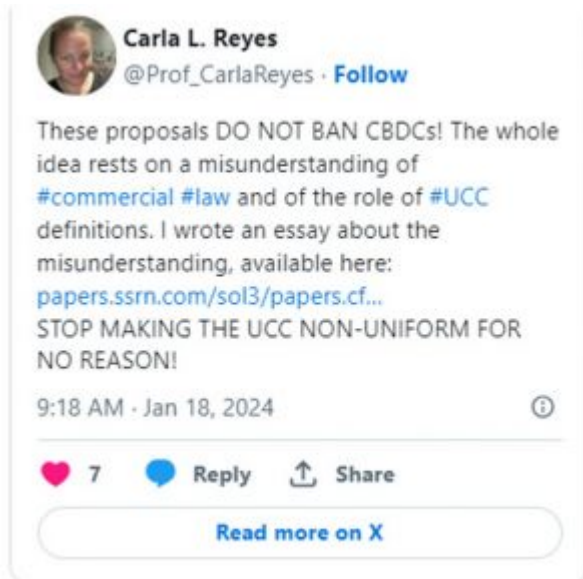 Carla L. Reyes
@Prof_CarlaReyes · Follow
These proposals DO NOT BAN CBDCs! The whole
idea rests on a misunderstanding of
#commercial #law and of the role of #UCC
definitions. I wrote an essay about the
misunderstanding, available here:
papers.ssrn.com/sol3/papers.cf...
STOP MAKING THE UCC NON-UNIFORM FOR
NO REASON!
9:18 AM · Jan 18, 2024
7 Reply Share
Read more on X